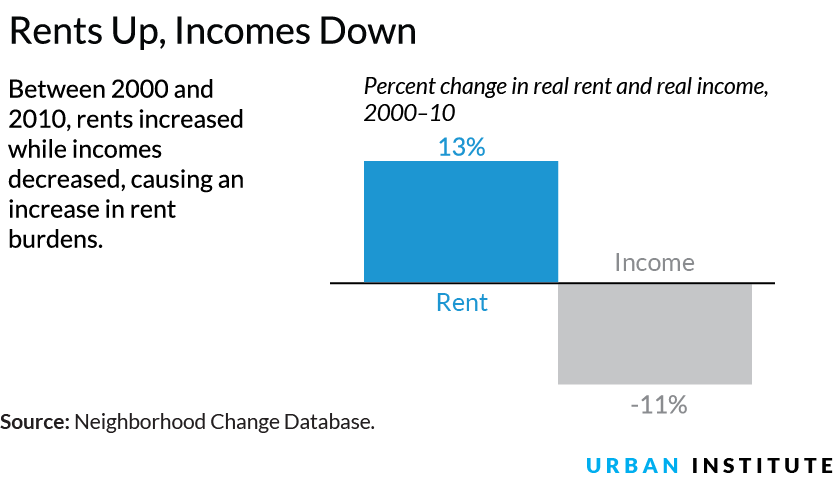 Rents Up, Incomes Down
Between 2000 and
2010, rents increased
while incomes
decreased, causing an
increase in rent
burdens.
Percent change in real rent and real income,
2000–10
13%
Income
Rent
-11%
Source: Neighborhood Change Database.
URBAN INSTITUTE